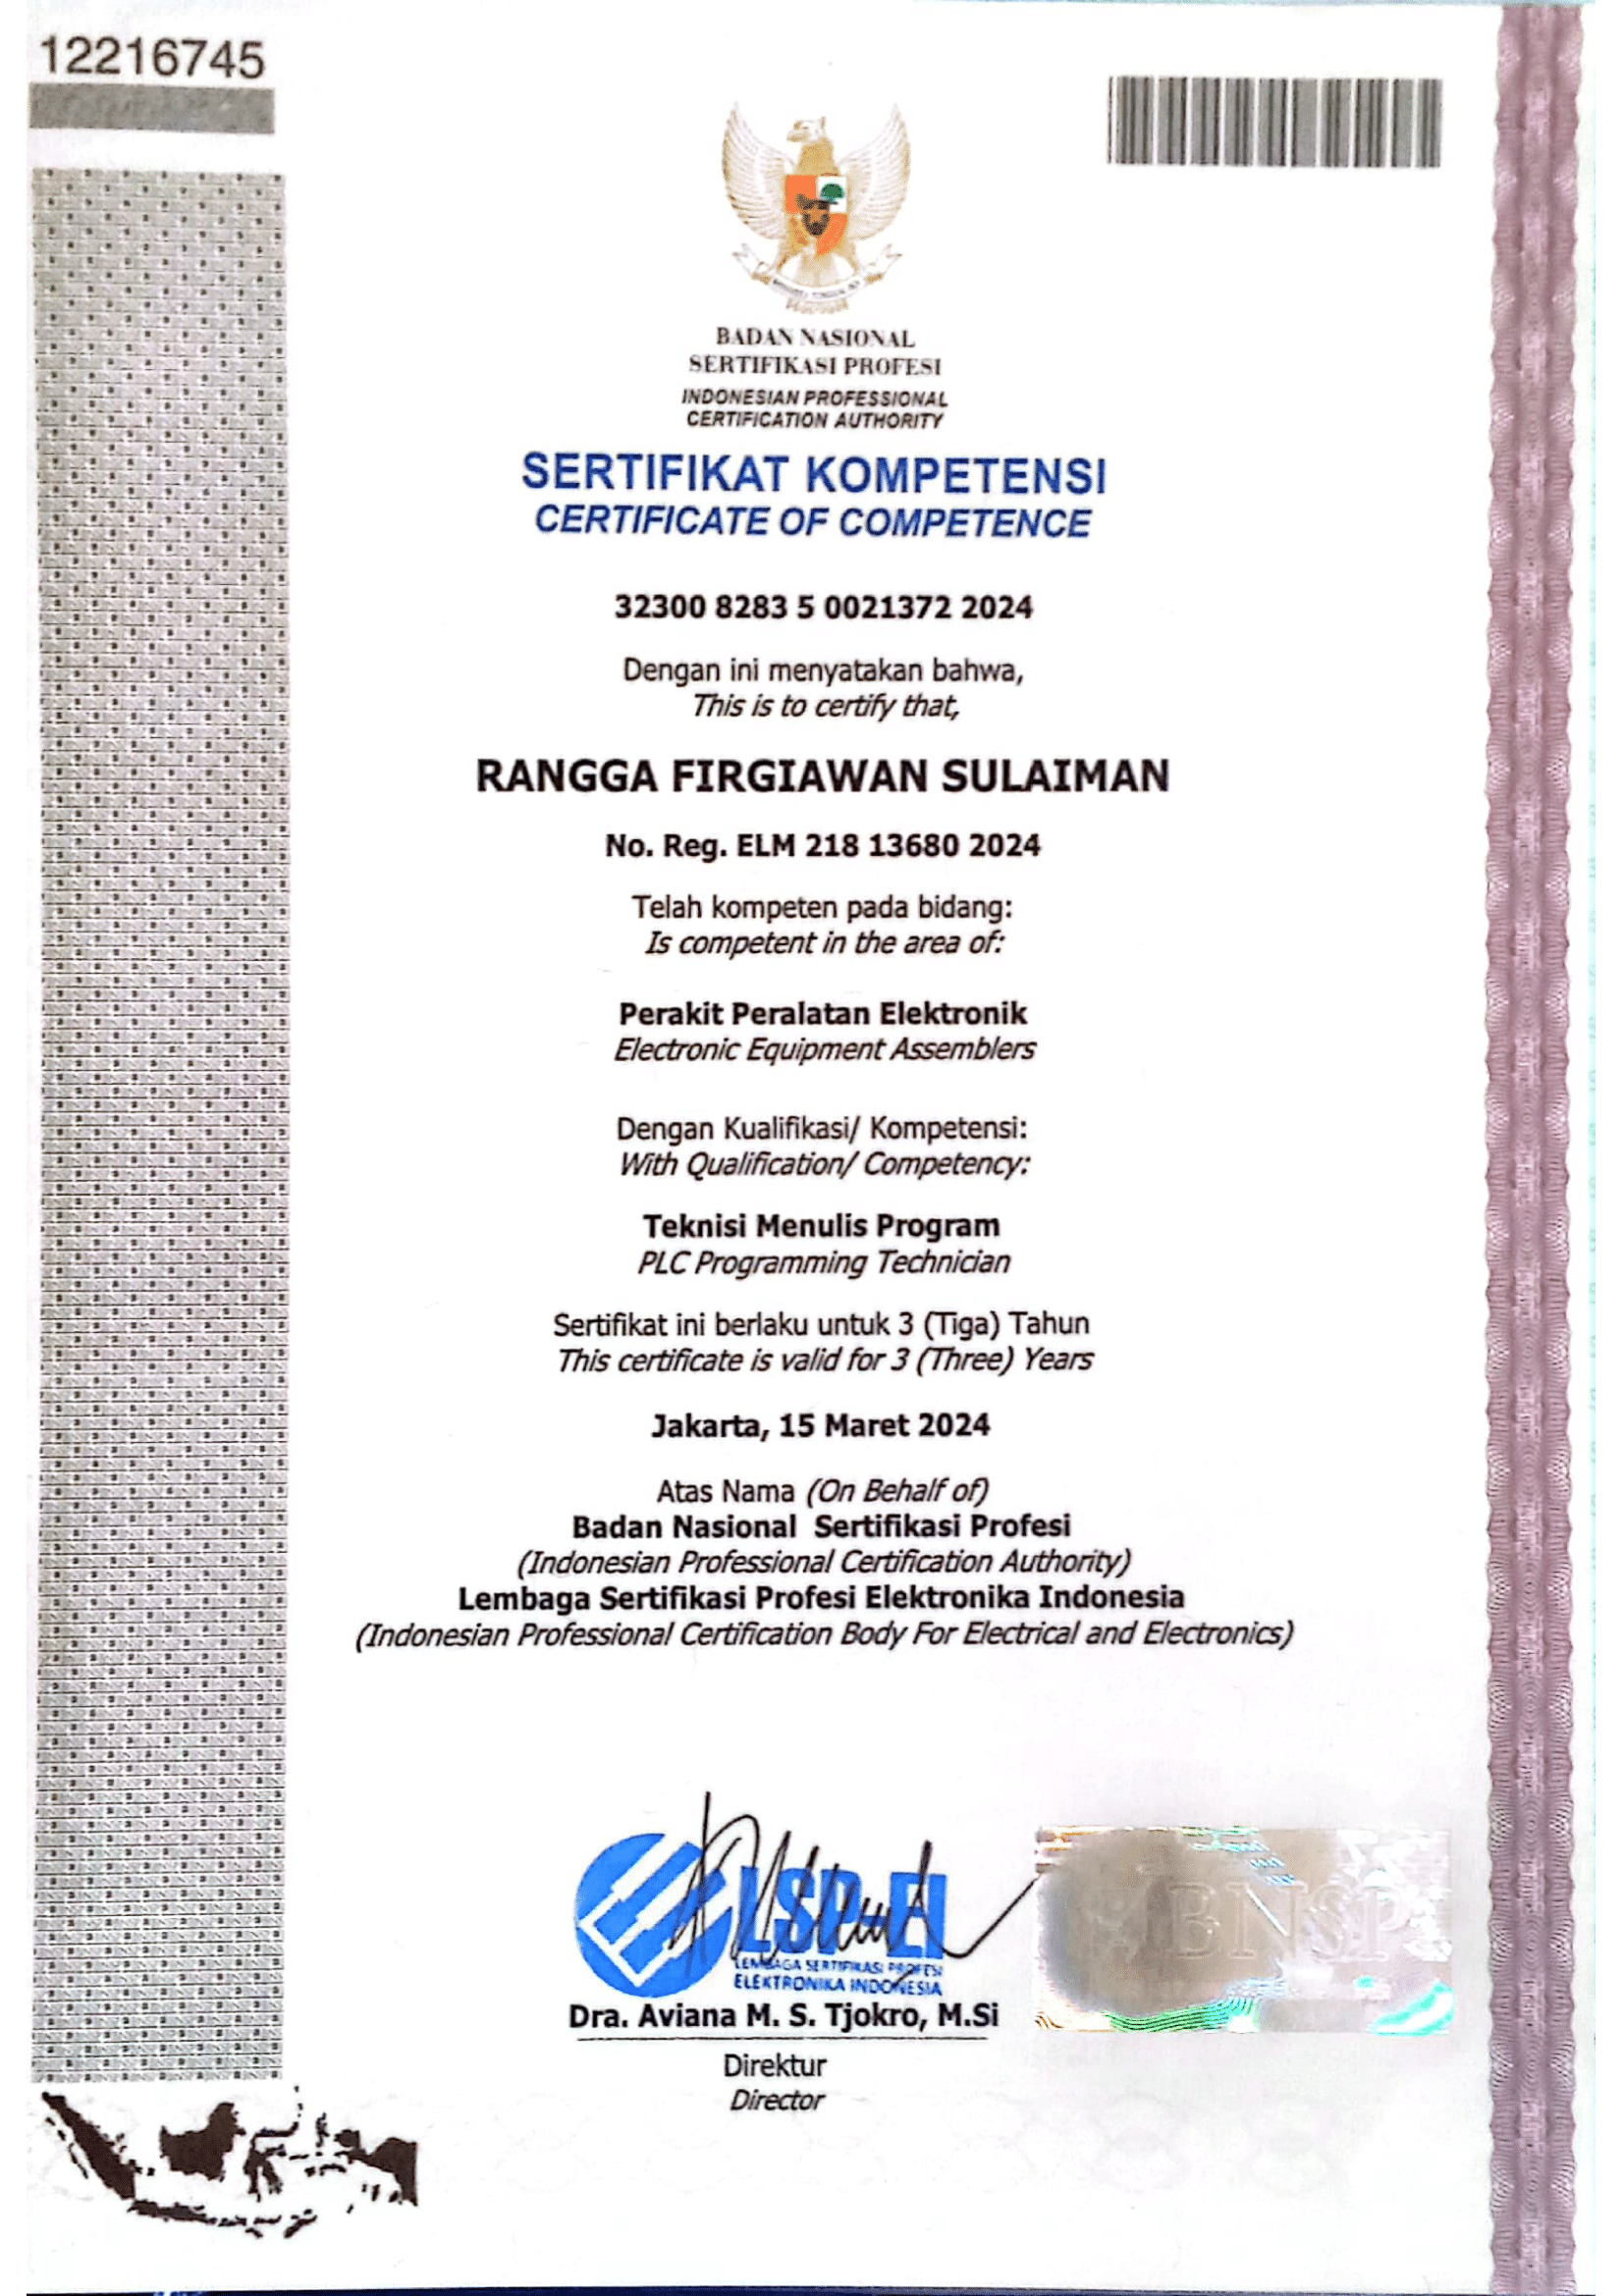 12216745
BADAN NASIONAL
SERTIFIKASI PROFESI
INDONESIAN PROFESSIONAL
CERTIFICATION AUTHORITY
SERTIFIKAT KOMPETENSI
CERTIFICATE OF COMPETENCE
32300 8283 5 0021372 2024
Dengan ini menyatakan bahwa,
This is to certify that,
RANGGA FIRGIAWAN SULAIMAN
No. Reg. ELM 218 13680 2024
Telah kompeten pada bidang:
Is competent in the area of:
Perakit Peralatan Elektronik
Electronic Equipment Assemblers
Dengan Kualifikasi/ Kompetensi:
With Qualification/ Competency:
Teknisi Menulis Program
PLC Programming Technician
Sertifikat ini berlaku untuk 3 (Tiga) Tahun
This certificate is valid for 3 (Three) Years
Jakarta, 15 Maret 2024
Atas Nama (On Behalf of)
Badan Nasional Sertifikasi Profesi
(Indonesian Professional Certification Authority)
Lembaga Sertifikasi Profesi Elektronika Indonesia
(Indonesian Professional Certification Body For Electrical and Electronics)
LSP-EI
LEMBAGA SERTIFIKASI PROFESI
ELEKTRONIKA INDONESIA
BNSP
Dra. Aviana M. S. Tjokro, M.Si
Direktur
Director